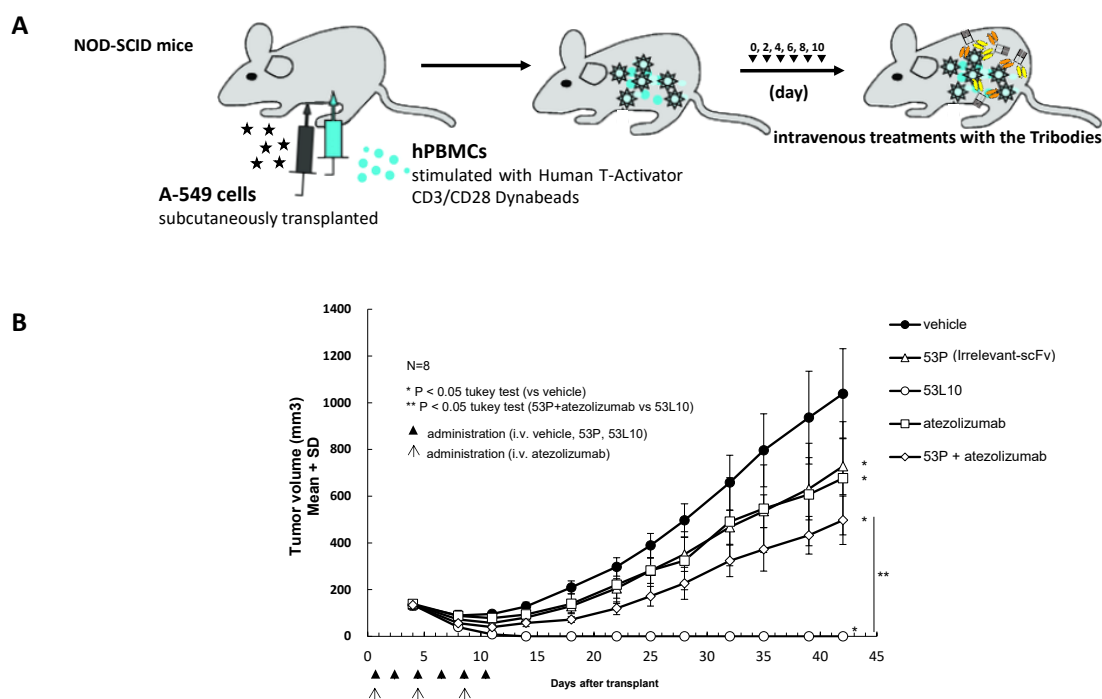 A
NOD-SCID mice
0, 2, 4, 6, 8, 10
(day)
intravenous treatments with the Tribodies
hPBMCs
stimulated with Human T-Activator
CD3/CD28 Dynabeads
A-549 cells
subcutaneously transplanted
B
Tumor volume (mm3)
Mean + SD
1400
1200
1000
800
600
400
200
0
N=8
* P < 0.05 tukey test (vs vehicle)
** P < 0.05 tukey test (53P+atezolizumab vs 53L10)
administration (i.v. vehicle, 53P, 53L10)
administration (i.v. atezolizumab)
vehicle
53P (Irrelevant-scFv)
53L10
atezolizumab
53P + atezolizumab
*
*
*
**
*
0 5 10 15 20 25 30 35 40 45
Days after transplant